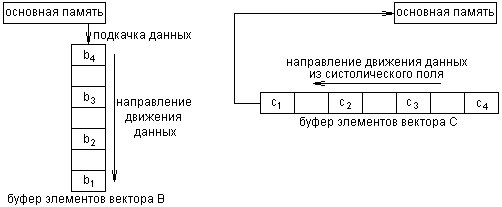 основная память
подкачка данных
b4
b3
b2
b1
направление
движения
данных
буфер элементов вектора B
основная память
направление движения данных
из систолического поля
c1 c2 c3 c4
буфер элементов вектора C